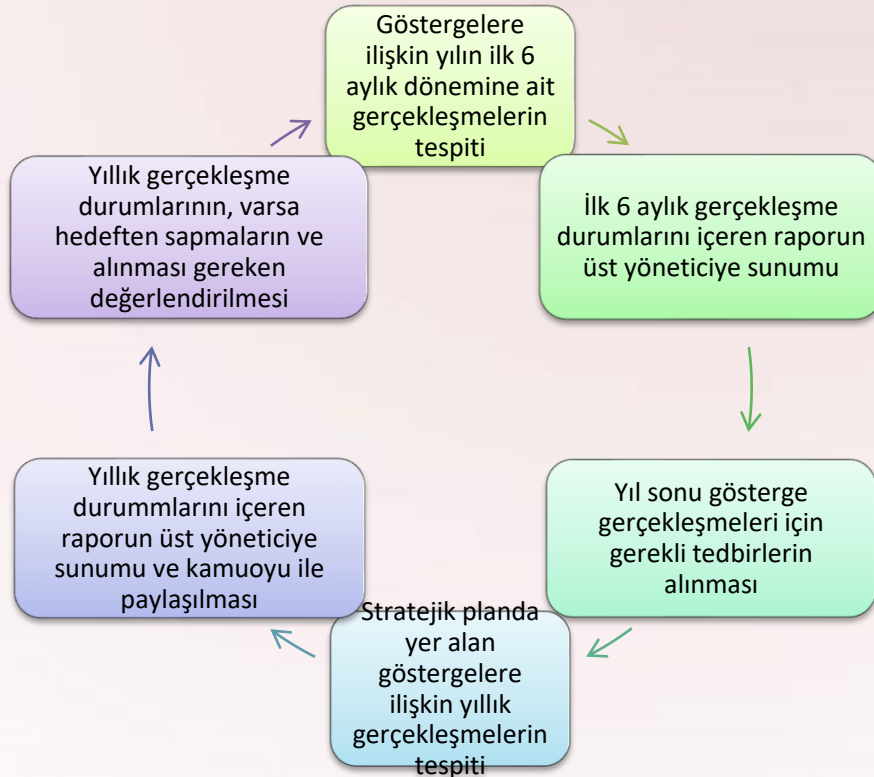 Göstergelere
ilişkin yılın ilk 6
aylık dönemine ait
gerçekleşmelerin
tespiti
İlk 6 aylık gerçekleşme
durumlarını içeren raporun
üst yöneticiye sunumu
Yıl sonu gösterge
gerçekleşmeleri için
gerekli tedbirlerin
alınması
Stratejik planda
yer alan
göstergelere
ilişkin yıllık
gerçekleşmelerin
tespiti
Yıllık gerçekleşme
durummlarını içeren
raporun üst yöneticiye
sunumu ve kamuoyu ile
paylaşılması
Yıllık gerçekleşme
durumlarının, varsa
hedeften sapmaların ve
alınması gereken
değerlendirilmesi